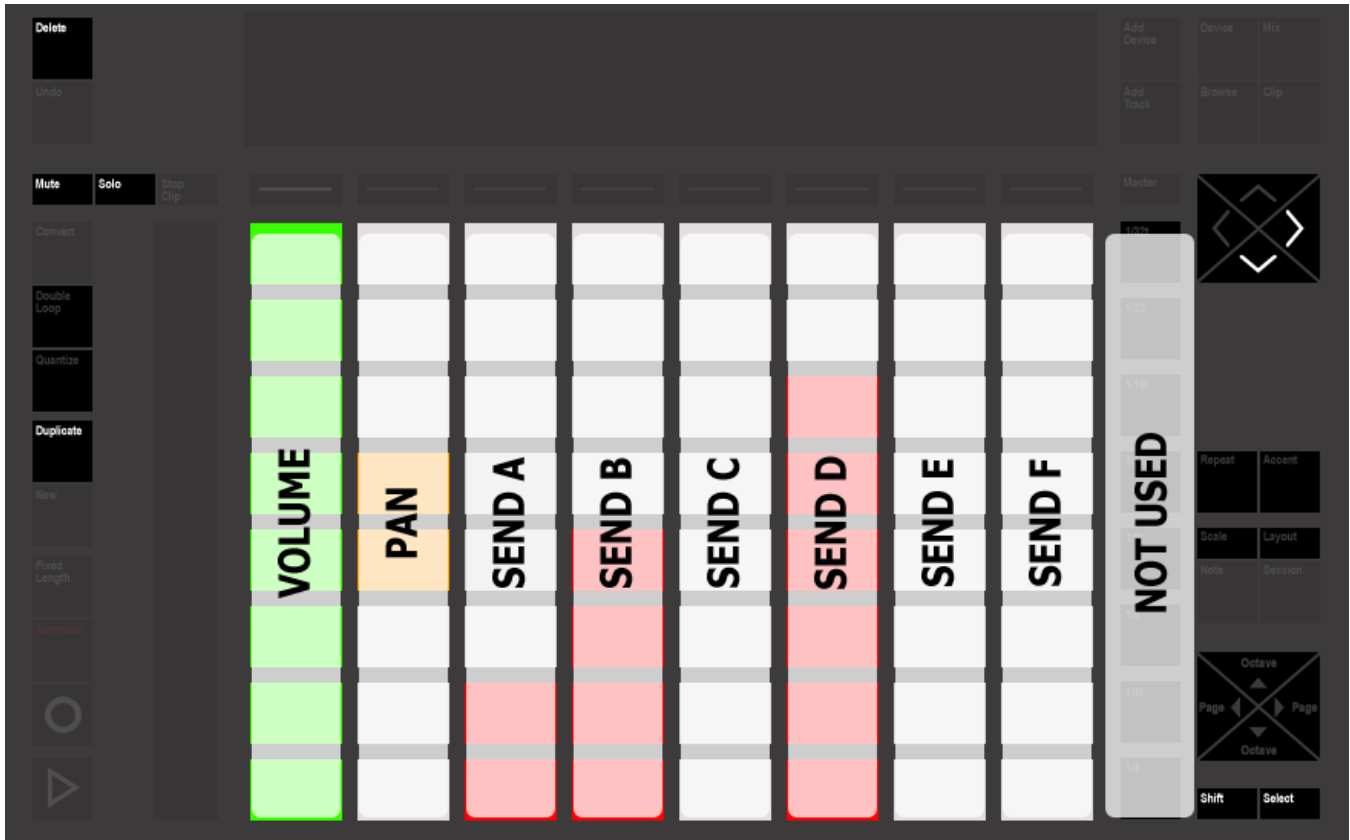 Delete
Add
Device
Device
Mix
Undo
Add
Track
Browse
Clip
Mute
Solo
Stop
Clip
Master
Convert
1/32t
Double
Loop
1/32
Quantize
1/16t
Duplicate
VOLUME
PAN
SEND A
SEND B
SEND C
SEND D
SEND E
SEND F
NOT USED
Repeat
Accent
New
Scale
Layout
Fixed
Length
Note
Session
Automate
Octave
1/4t
Page
Page
Octave
1/4
Shift
Select